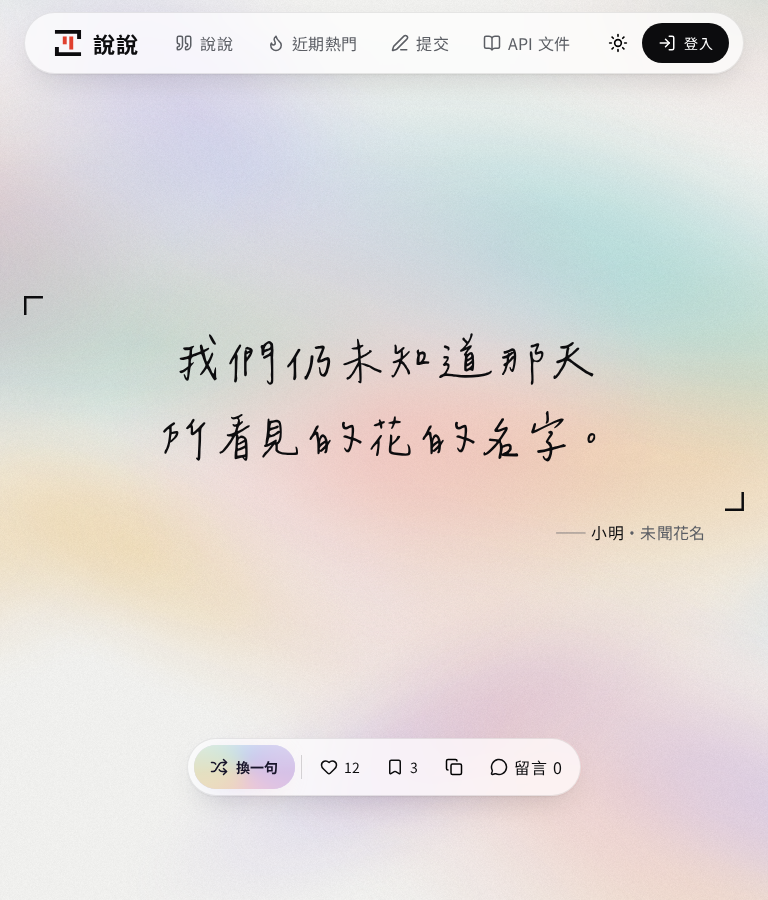 說說
說說
近期熱門
提交
API 文件
登入
我們仍未知道那天
所看見的花的名字。
—— 小明・未聞花名
換一句
12
3
留言 0